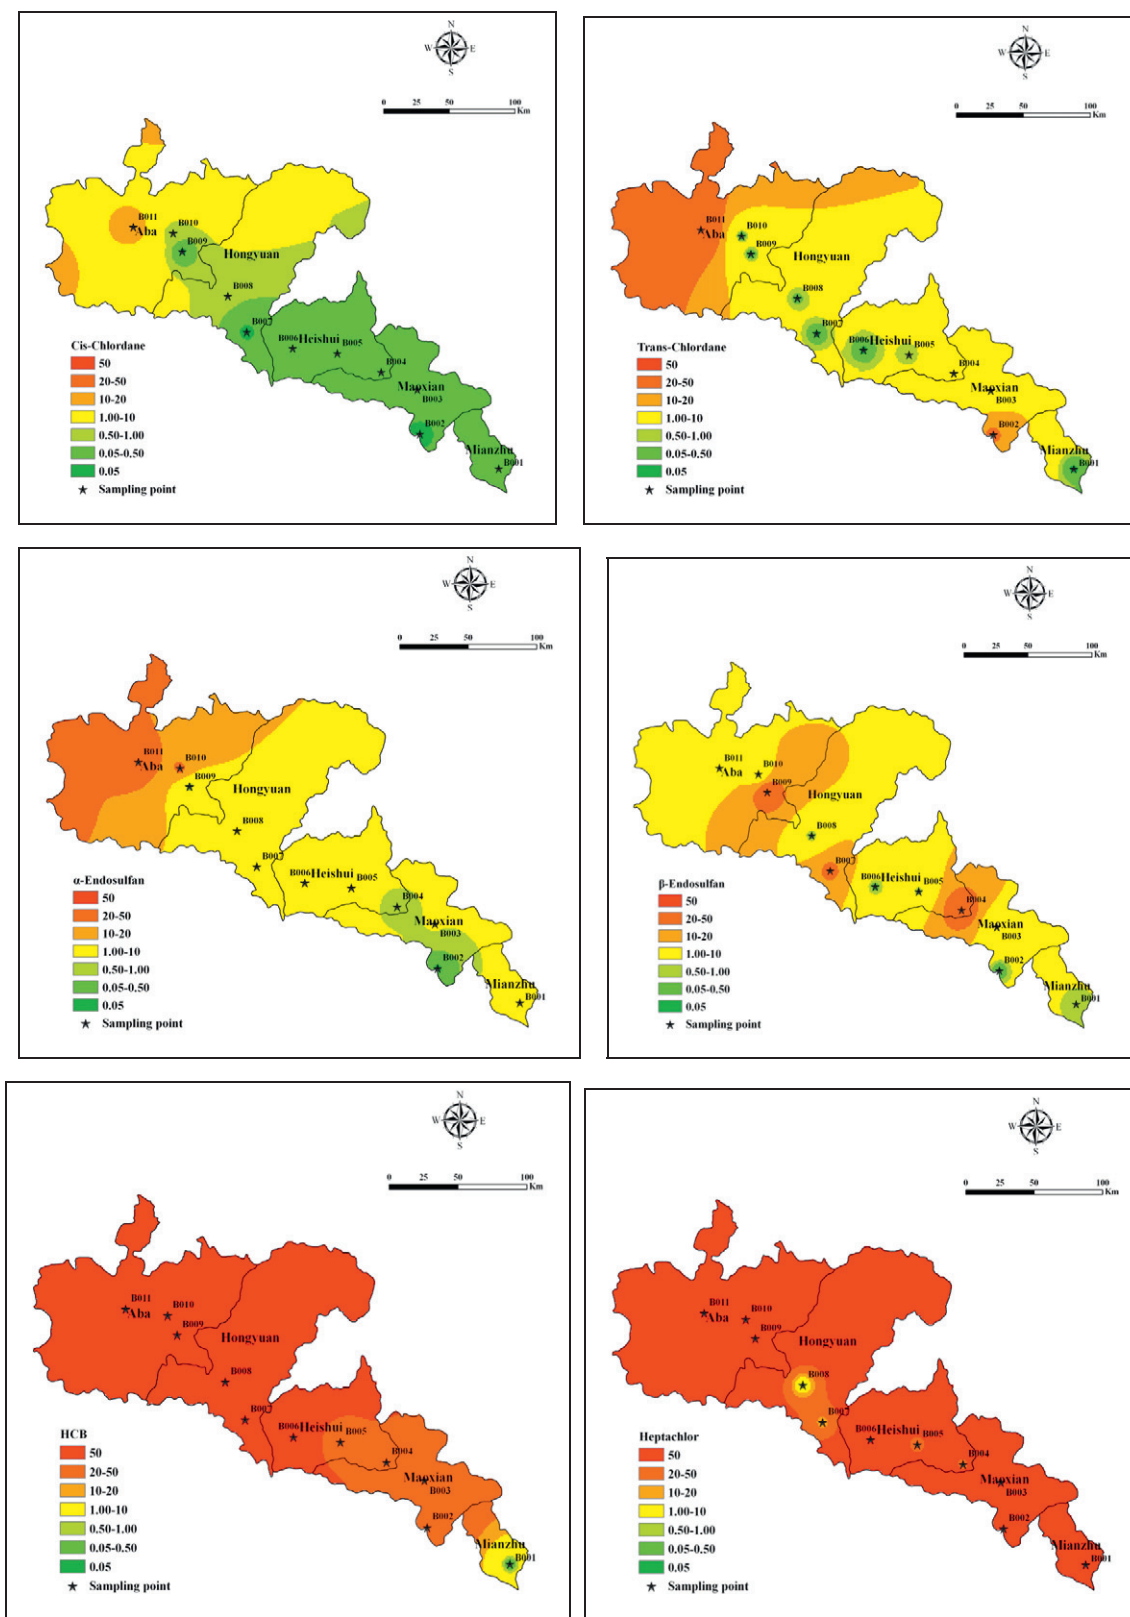 N
W E
S
0 25 50 100
Km
B011
Aba
B010
B009
Hongyuan
B008
B007
B006 Heishui B005
B004
Maoxian
B003
B002
Mianzhu
B001
Cis-Chlordane
50
20-50
10-20
1.00-10
0.50-1.00
0.05-0.50
0.05
Sampling point
N
W E
S
0 25 50 100
Km
B011
Aba
B010
B009
Hongyuan
B008
B007
B006 Heishui B005
B004
Maoxian
B003
B002
Mianzhu
B001
Trans-Chlordane
50
20-50
10-20
1.00-10
0.50-1.00
0.05-0.50
0.05
Sampling point
N
W E
S
0 25 50 100
Km
B011
Aba
B010
B009
Hongyuan
B008
B007
B006 Heishui B005
B004
Maoxian
B003
B002
Mianzhu
B001
α-Endosulfan
50
20-50
10-20
1.00-10
0.50-1.00
0.05-0.50
0.05
Sampling point
N
W E
S
0 25 50 100
Km
B011
Aba
B010
B009
Hongyuan
B008
B007
B006 Heishui B005
B004
Maoxian
B003
B002
Mianzhu
B001
β-Endosulfan
50
20-50
10-20
1.00-10
0.50-1.00
0.05-0.50
0.05
Sampling point
N
W E
S
0 25 50 100
Km
B011
Aba
B010
B009
Hongyuan
B008
B007
B006 Heishui B005
B004
Maoxian
B003
B002
Mianzhu
B001
HCB
50
20-50
10-20
1.00-10
0.50-1.00
0.05-0.50
0.05
Sampling point
N
W E
S
0 25 50 100
Km
B011
Aba
B010
B009
Hongyuan
B008
B007
B006 Heishui B005
B004
Maoxian
B003
B002
Mianzhu
B001
Heptachlor
50
20-50
10-20
1.00-10
0.50-1.00
0.05-0.50
0.05
Sampling point